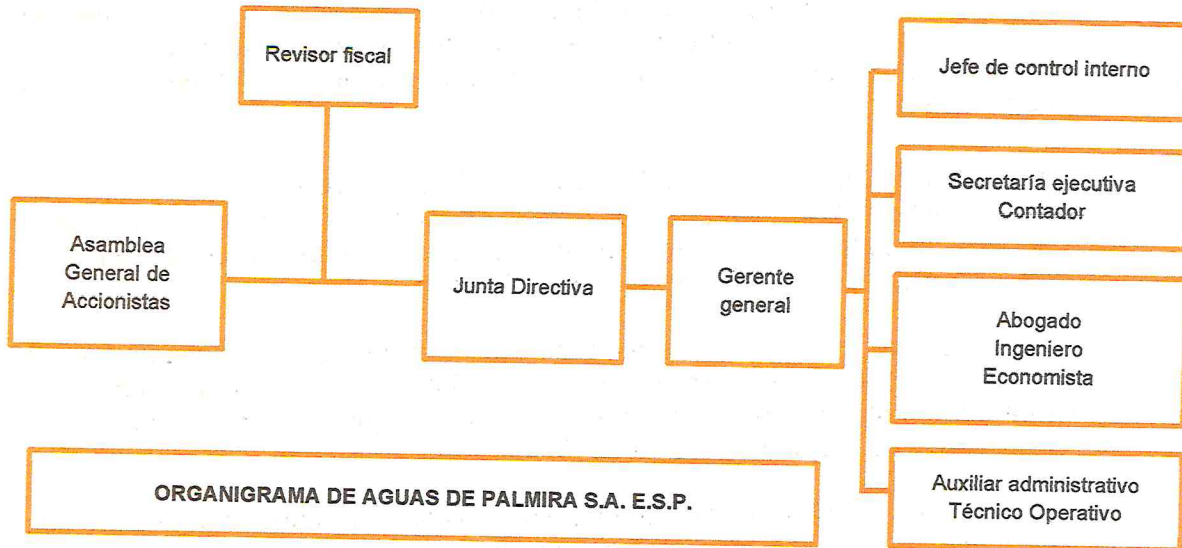 Revisor fiscal
Jefe de control interno
Secretaría ejecutiva
Contador
Asamblea
General de
Accionistas
Junta Directiva
Gerente
general
Abogado
Ingeniero
Economista
Auxiliar administrativo
Técnico Operativo
ORGANIGRAMA DE AGUAS DE PALMIRA S.A. E.S.P.